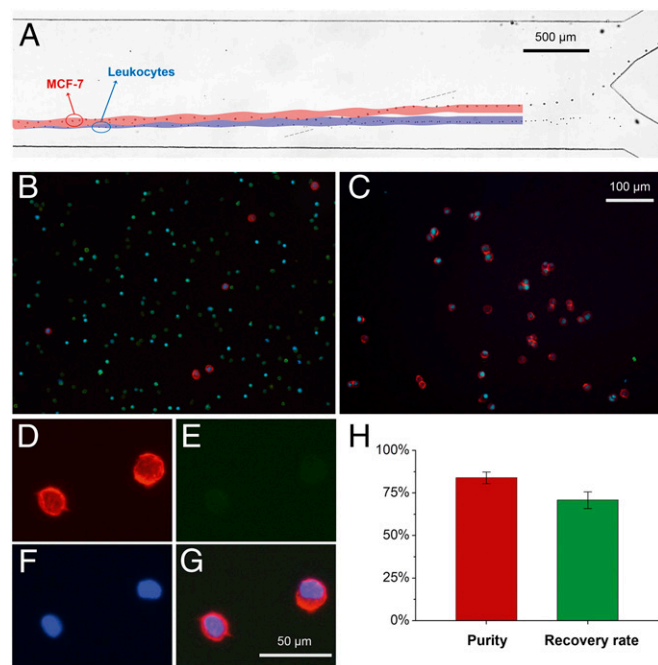 A
500 µm
Leukocytes
MCF-7
B
C
100 µm
D
E
H
100%
75%
50%
25%
0%
F
G
50 µm
Purity
Recovery rate